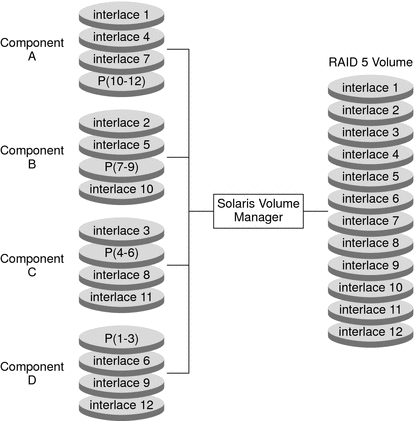 Component
A
interlace 1
interlace 4
interlace 7
P(10-12)
Component
B
interlace 2
interlace 5
P(7-9)
interlace 10
Component
C
interlace 3
P(4-6)
interlace 8
interlace 11
Component
D
P(1-3)
interlace 6
interlace 9
interlace 12
Solaris Volume
Manager
RAID 5 Volume
interlace 1
interlace 2
interlace 3
interlace 4
interlace 5
interlace 6
interlace 7
interlace 8
interlace 9
interlace 10
interlace 11
interlace 12